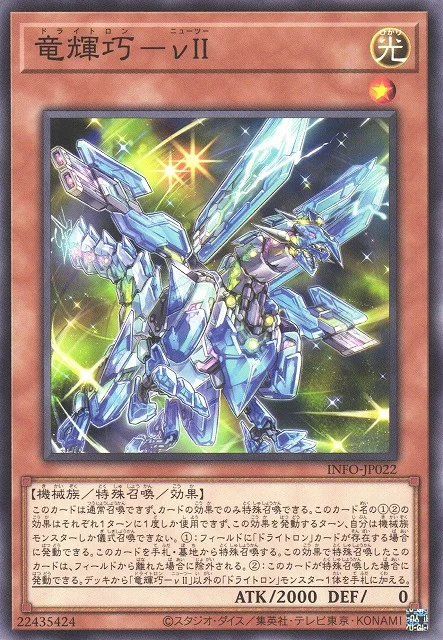 ドライトロン ニューツー
竜輝巧－νII
ひかり
光
INFO-JP022
【機械族／特殊召喚／効果】
このカードは通常召喚できず、カードの効果でのみ特殊召喚できる。このカード名の①②の
効果はそれぞれ1ターンに1度しか使用できず、この効果を発動するターン、自分は機械族
モンスターしか儀式召喚できない。①：フィールドに「ドライトロン」カードが存在する場合
に発動できる。このカードを手札・墓地から特殊召喚する。この効果で特殊召喚したこの
カードは、フィールドから離れた場合に除外される。②：このカードが特殊召喚した場合に
発動できる。デッキから「竜輝巧－νII」以外の「ドライトロン」モンスター1体を手札に加える。
ATK/2000 DEF/ 0
22435424
©スタジオ・ダイス／集英社・テレビ東京・KONAMI